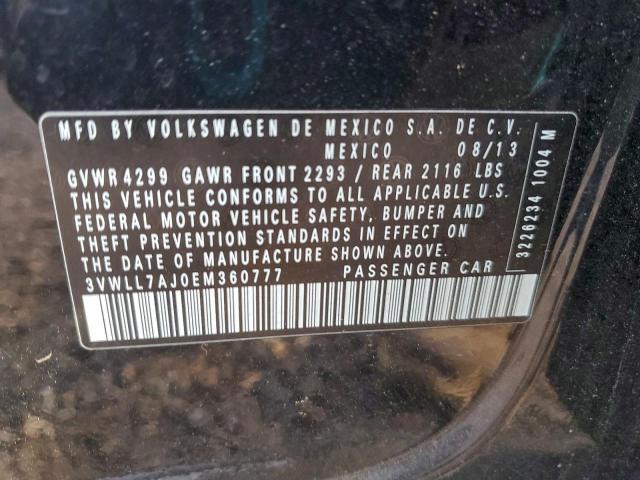 MFD BY VOLKSWAGEN DE MEXICO S.A. DE C.V.
MEXICO 08/13
GVWR 4299 GAWR FRONT 2293 / REAR 2116 LBS
THIS VEHICLE CONFORMS TO ALL APPLICABLE U.S.
FEDERAL MOTOR VEHICLE SAFETY, BUMPER AND
THEFT PREVENTION STANDARDS IN EFFECT ON
THE DATE OF MANUFACTURE SHOWN ABOVE.
3VWLL7AJ0EM360777 PASSENGER CAR
3226234 1004 M